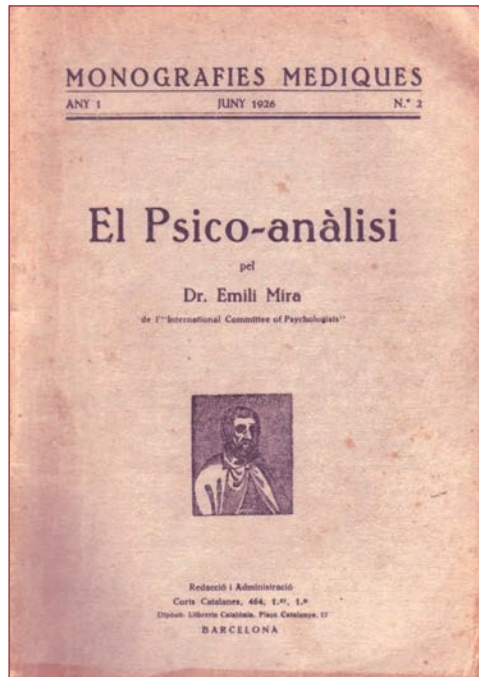 MONOGRAFIES MEDIQUES
ANY 1 JUNY 1926 N.º 2
El Psico-anàlisi
pel
Dr. Emili Mira
de l'"International Committee of Psychologists"
Redacció i Administració
Corts Catalanes, 464, 1.er, 1.ª
Dipòsit: Llibreria Catalònia, Plaça Catalunya, 17
BARCELONA